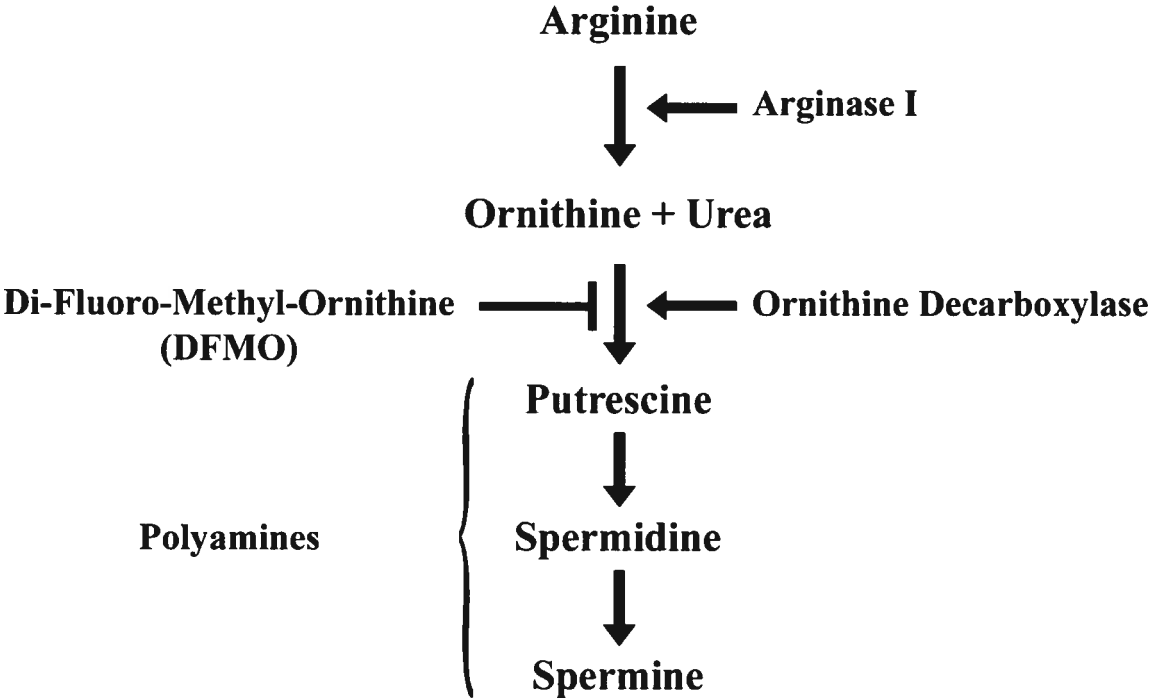 Arginine
Arginase I
Ornithine + Urea
Di-Fluoro-Methyl-Ornithine
(DFMO)
Ornithine Decarboxylase
Putrescine
Polyamines
Spermidine
Spermine